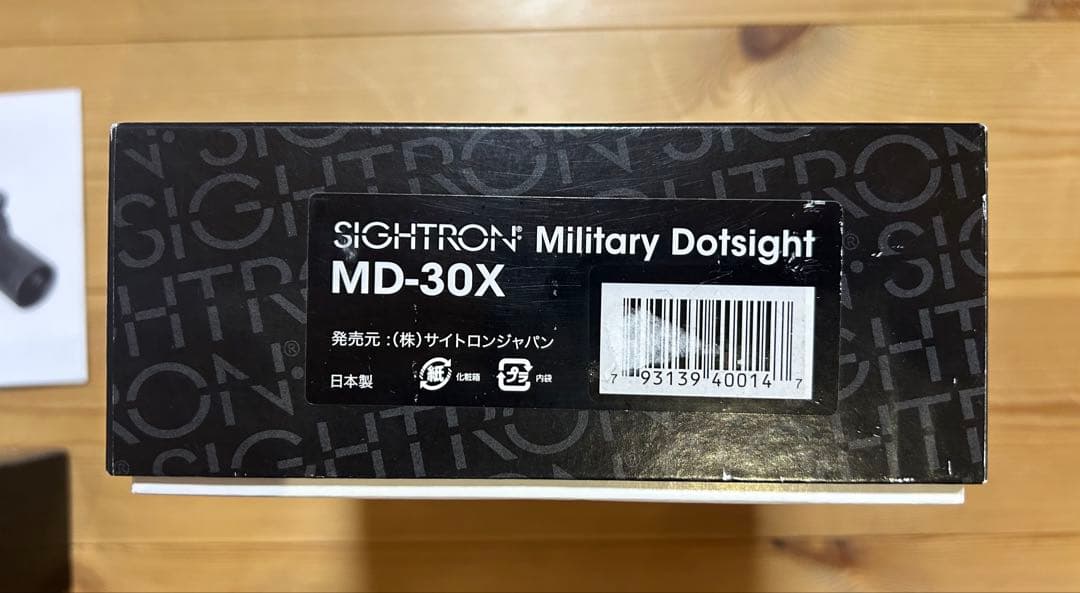 SIGHTRON® Military Dotsight
MD-30X
発売元:(株)サイトロンジャパン
日本製
紙 化粧箱 プラ 内袋
7 93139 40014 7